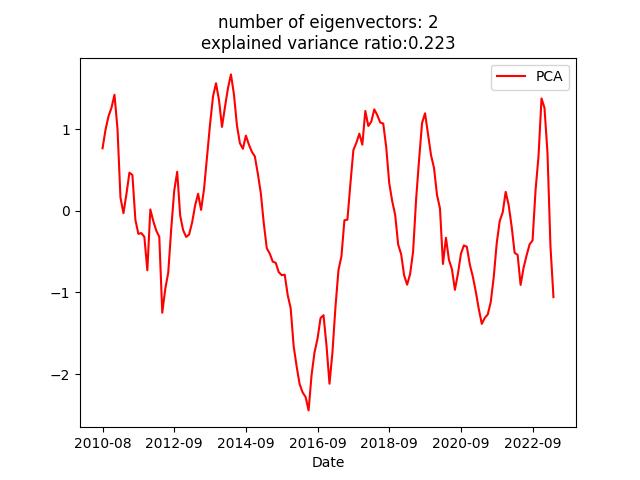 number of eigenvectors: 2
explained variance ratio:0.223
PCA
1
0
−1
−2
2010-08 2012-09 2014-09 2016-09 2018-09 2020-09 2022-09
Date